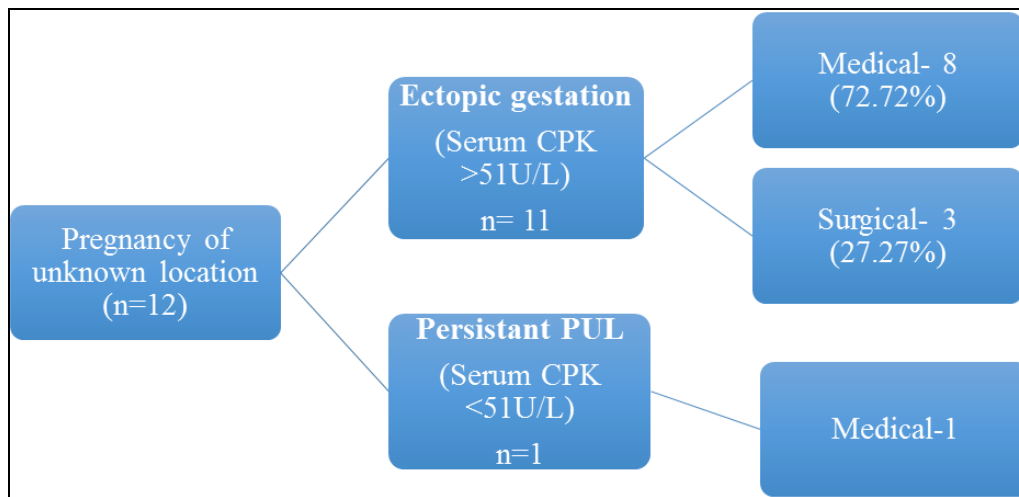 Pregnancy of
unknown location
(n=12)
Ectopic gestation
(Serum CPK
>51U/L)
n= 11
Persistant PUL
(Serum CPK
<51U/L)
n=1
Medical- 8
(72.72%)
Surgical- 3
(27.27%)
Medical-1